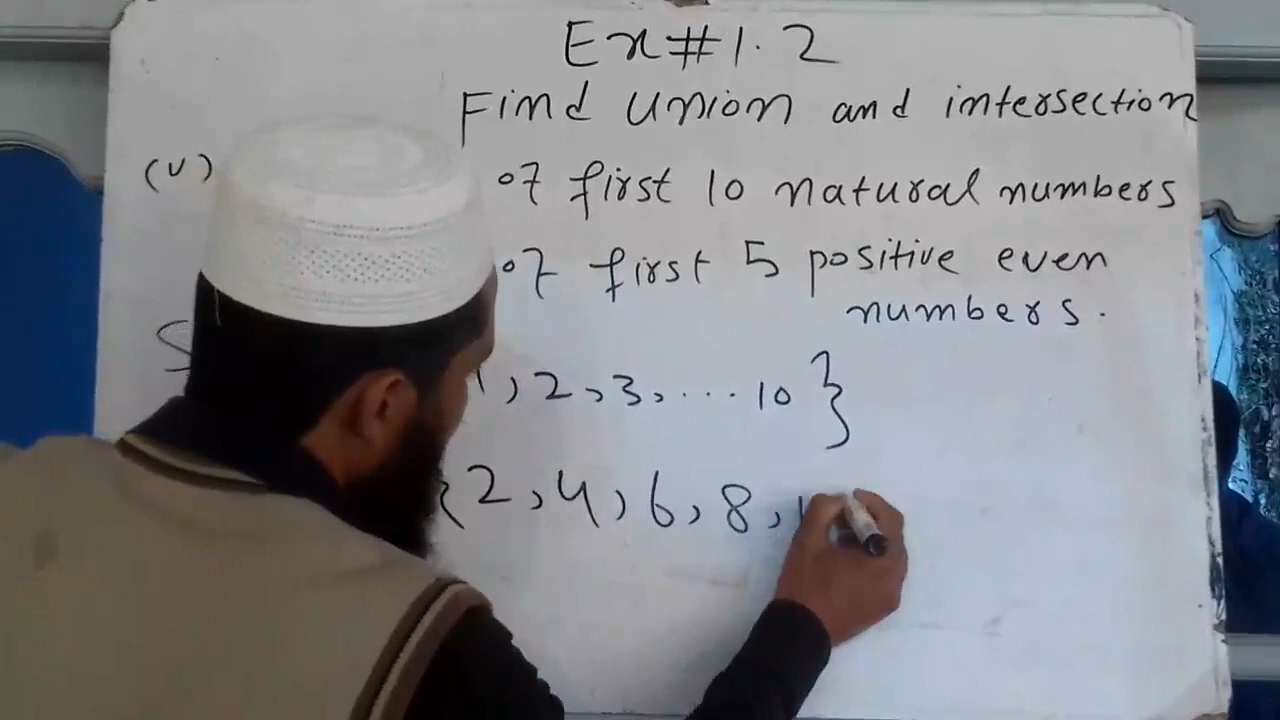 Ex#1.2
Find union and intersection
(v) of first 10 natural numbers
of first 5 positive even
numbers.
1, 2, 3, ... 10 }
{2, 4, 6, 8,